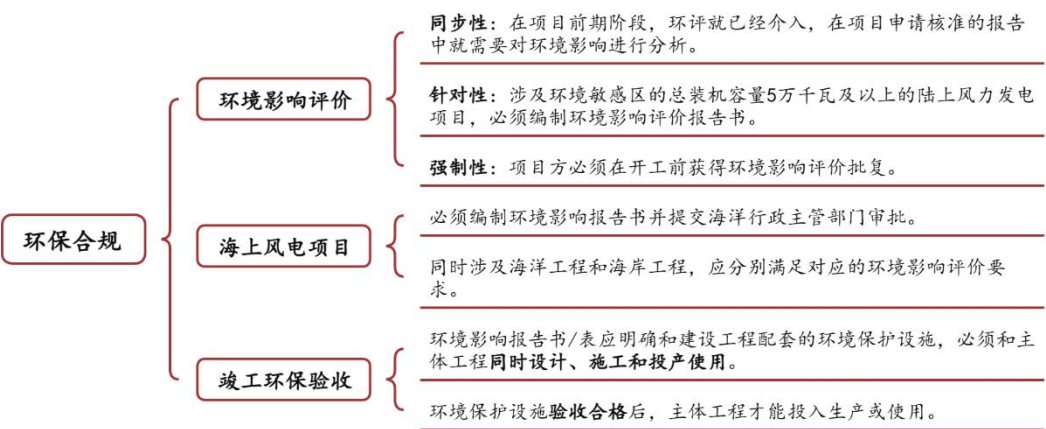 环保合规
环境影响评价
同步性：在项目前期阶段，环评就已经介入，在项目申请核准的报告
中就需要对环境影响进行分析。
针对性：涉及环境敏感区的总装机容量5万千瓦及以上的陆上风力发电
项目，必须编制环境影响评价报告书。
强制性：项目方必须在开工前获得环境影响评价批复。
海上风电项目
必须编制环境影响报告书并提交海洋行政主管部门审批。
同时涉及海洋工程和海岸工程，应分别满足对应的环境影响评价要
求。
竣工环保验收
环境影响报告书/表应明确和建设工程配套的环境保护设施，必须和主
体工程同时设计、施工和投产使用。
环境保护设施验收合格后，主体工程才能投入生产或使用。